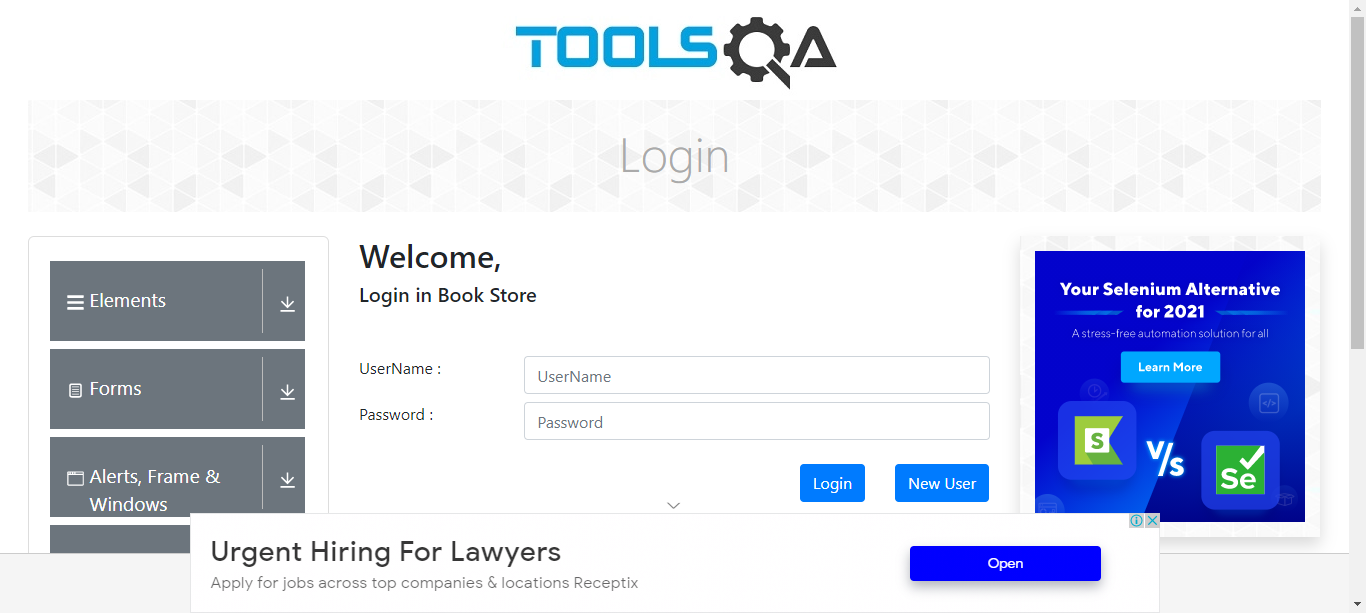 TOOLSQA
Login
Elements
Forms
Alerts, Frame &
Windows
Welcome,
Login in Book Store
UserName :
UserName
Password :
Password
Login
New User
Your Selenium Alternative
for 2021
A stress-free automation solution for all
Learn More
S
V/s
Se
Urgent Hiring For Lawyers
Apply for jobs across top companies & locations Receptix
Open